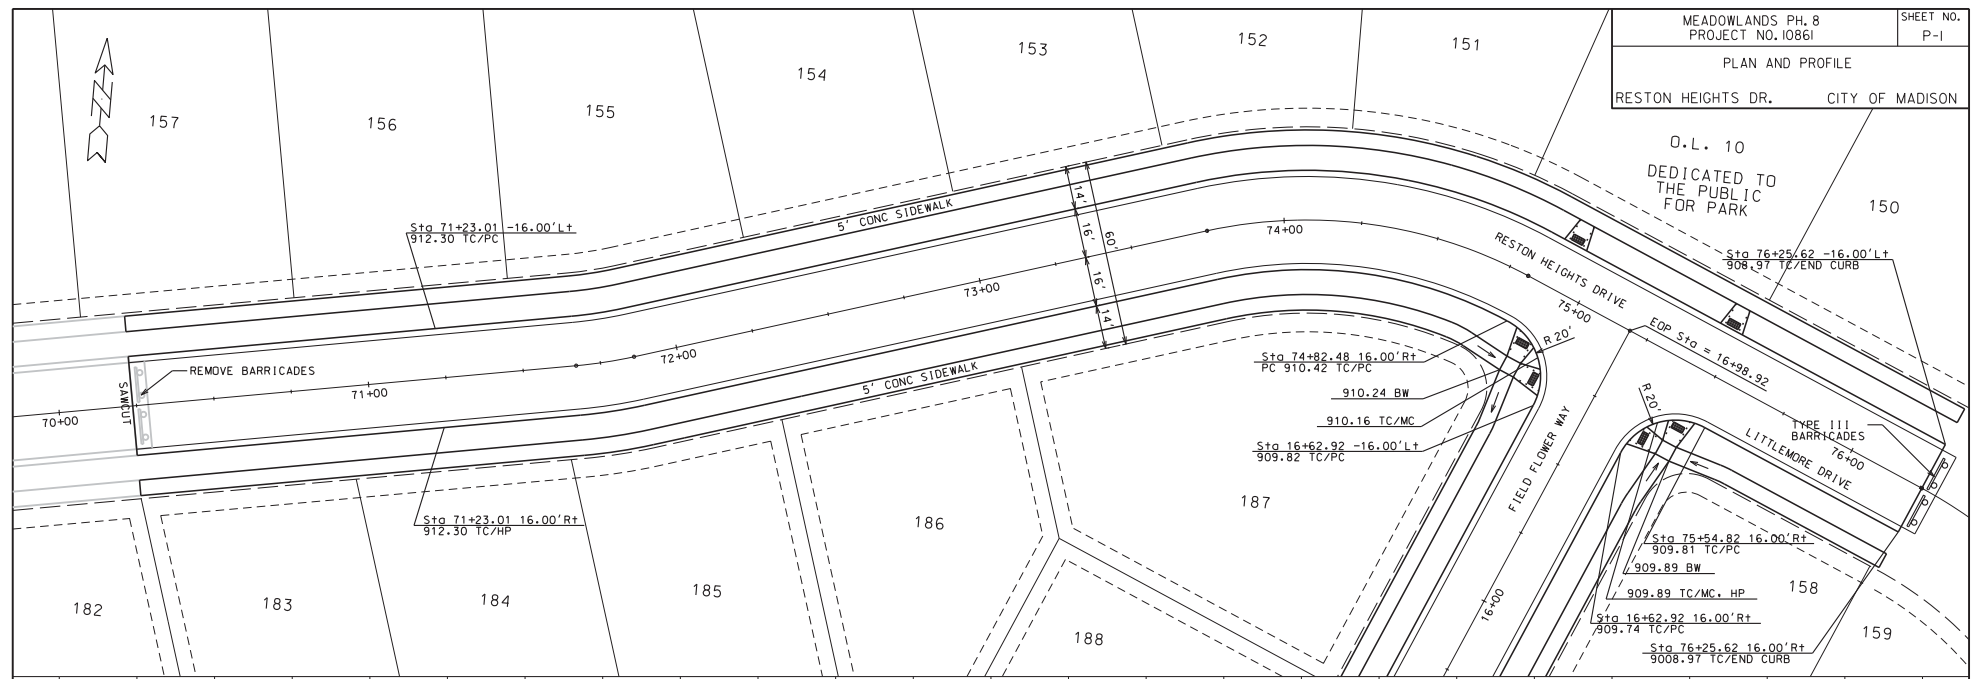 MEADOWLANDS PH. 8
PROJECT NO. 10861
SHEET NO.
P-1
PLAN AND PROFILE
RESTON HEIGHTS DR.
CITY OF MADISON
157
156
155
154
153
152
151
O.L. 10
DEDICATED TO
THE PUBLIC
FOR PARK
150
N
Sta 71+23.01 -16.00'Lt
912.30 TC/PC
5' CONC SIDEWALK
14'
16'
60'
16'
14'
74+00
RESTON HEIGHTS DRIVE
Sta 76+25.62 -16.00'Lt
908.97 TC/END CURB
73+00
75+00
EOP Sta = 16+98.92
72+00
71+00
70+00
REMOVE BARRICADES
SAWCUT
5' CONC SIDEWALK
R 20'
Sta 74+82.48 16.00'Rt
PC 910.42 TC/PC
910.24 BW
910.16 TC/MC
Sta 16+62.92 -16.00'Lt
909.82 TC/PC
FIELD FLOWER WAY
R 20'
TYPE III
BARRICADES
76+00
LITTLEMORE DRIVE
Sta 71+23.01 16.00'Rt
912.30 TC/HP
186
187
182
183
184
185
188
16+00
Sta 75+54.82 16.00'Rt
909.81 TC/PC
909.89 BW
909.89 TC/MC. HP
Sta 16+62.92 16.00'Rt
909.74 TC/PC
Sta 76+25.62 16.00'Rt
9008.97 TC/END CURB
158
159